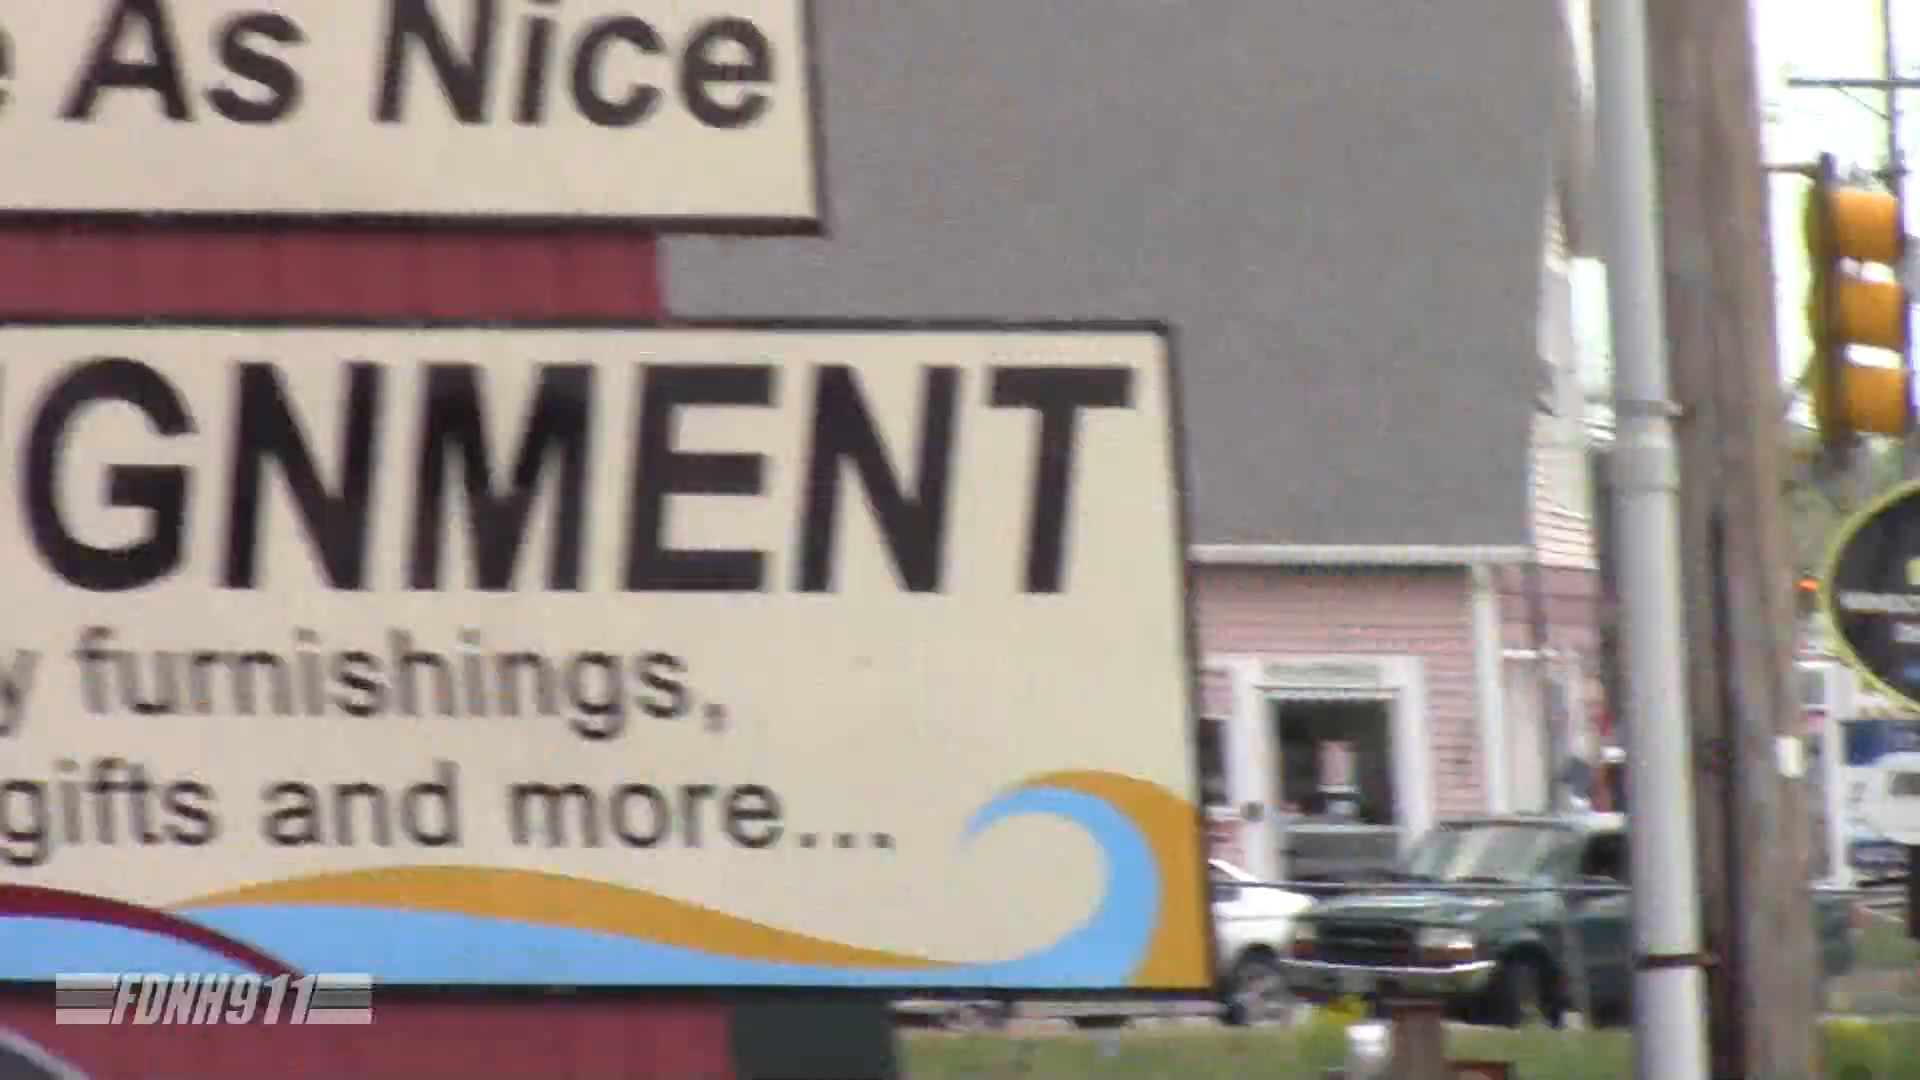 As Nice
GNMENT
furnishings,
gifts and more...
FDNH911